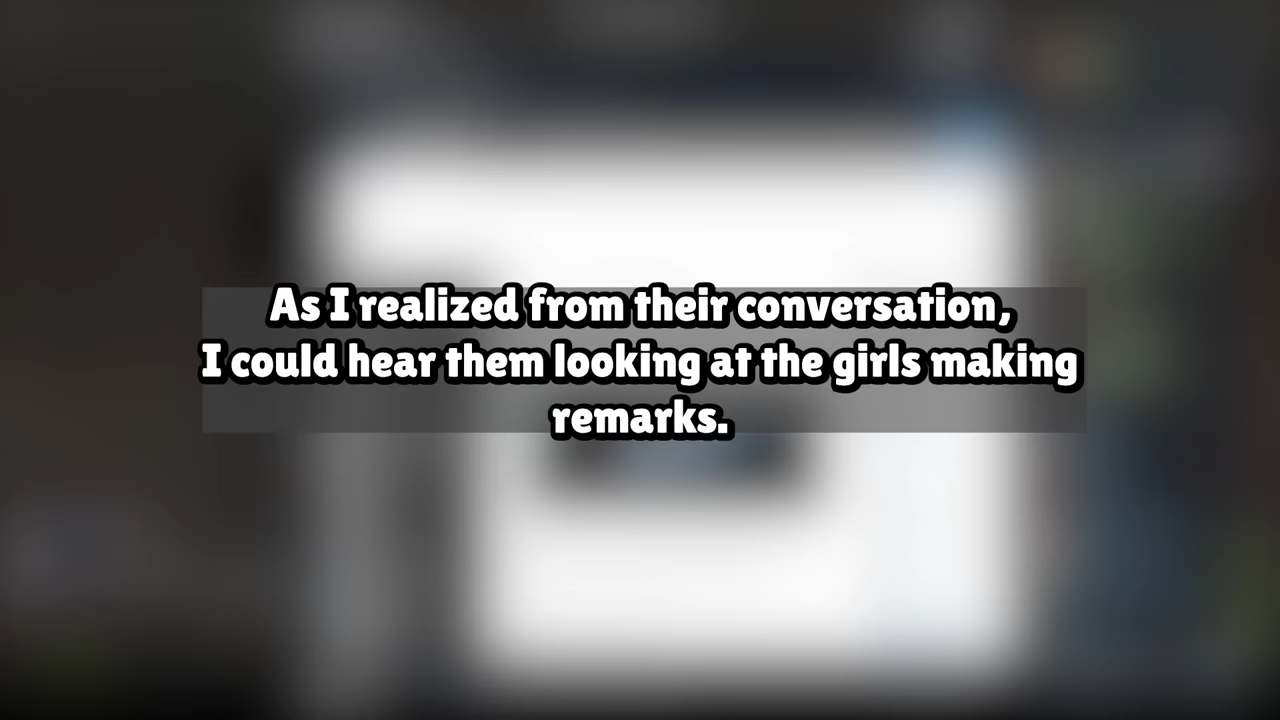 As I realized from their conversation,
I could hear them looking at the girls making
remarks.